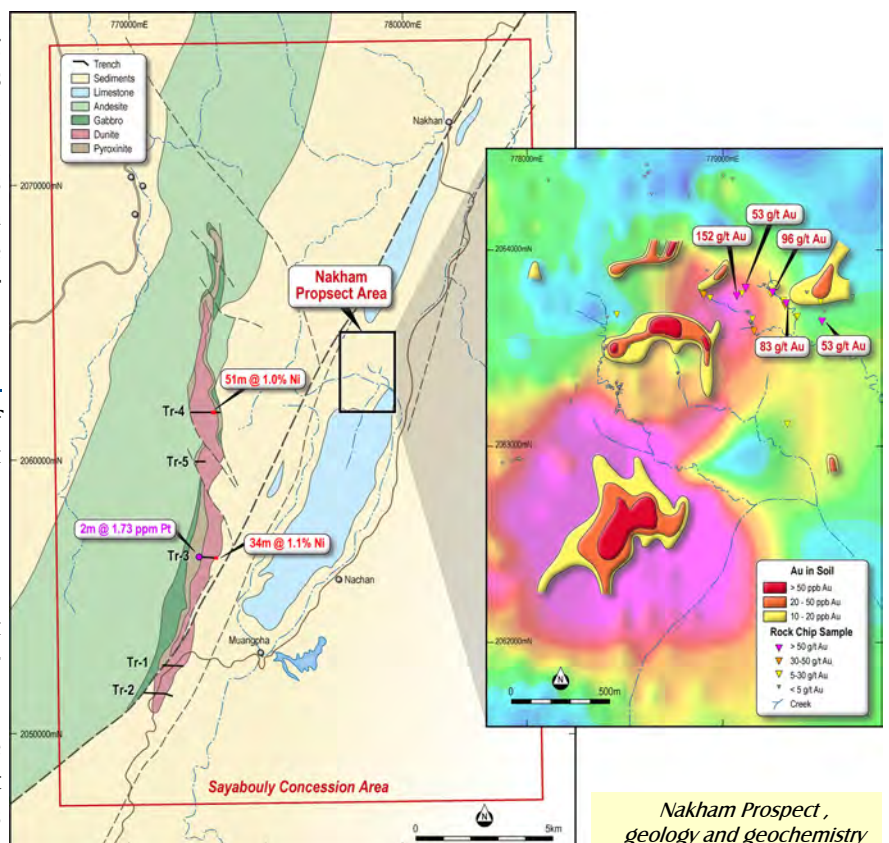 770000mE
780000mE
Trench
Sediments
Limestone
Andesite
Gabbro
Dunite
Pyroxinite
Nakhan
2070000mN
Nakham
Propsect Area
51m @ 1.0% Ni
Tr-4
2060000mN
Tr-5
2m @ 1.73 ppm Pt
34m @ 1.1% Ni
Tr-3
Nachan
Muangpha
Tr-1
Tr-2
2050000mN
Sayabouly Concession Area
N
0
5km
778000mE
779000mE
53 g/t Au
152 g/t Au
96 g/t Au
2064000mN
83 g/t Au
53 g/t Au
2063000mN
2062000mN
Au in Soil
> 50 ppb Au
20 - 50 ppb Au
10 - 20 ppb Au
Rock Chip Sample
> 50 g/t Au
30-50 g/t Au
5-30 g/t Au
< 5 g/t Au
Creek
N
0
500m
Nakham Prospect ,
geology and geochemistry